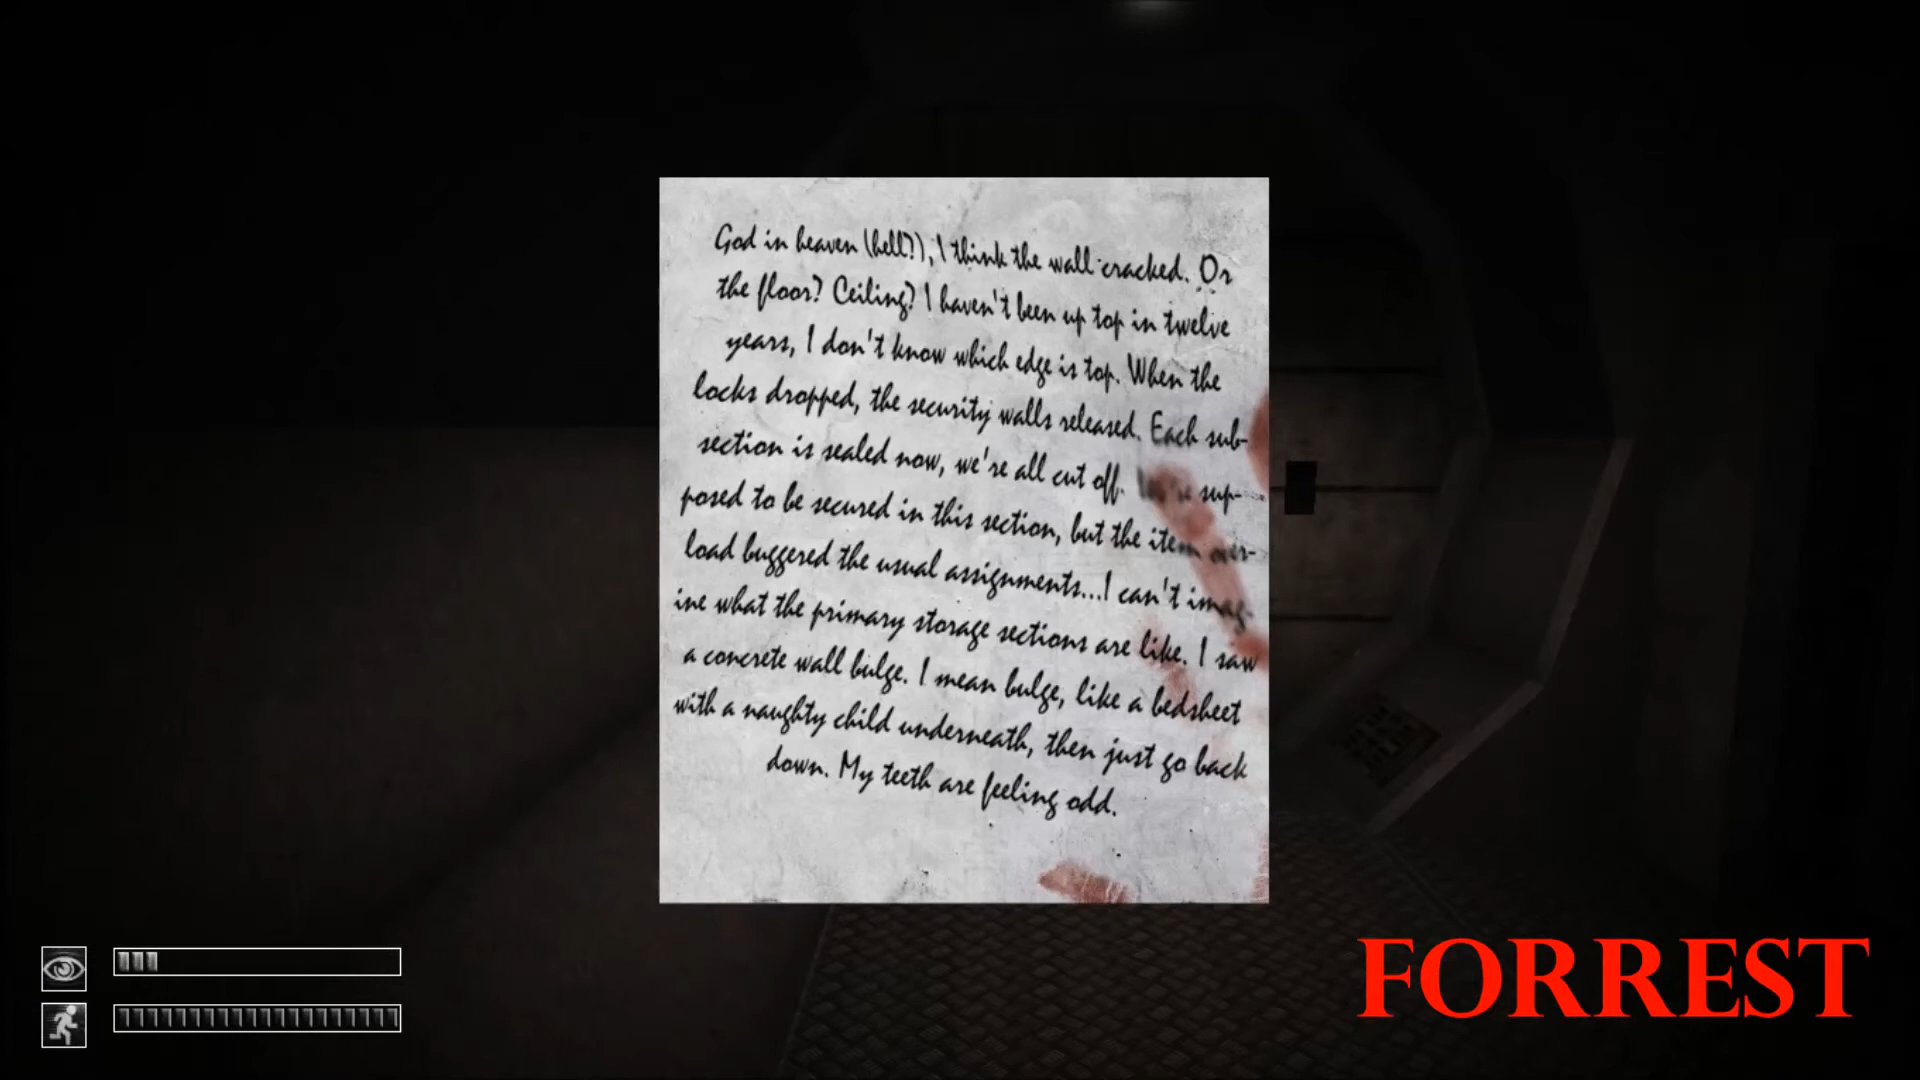 God in heaven (hell?), I think the wall cracked. Or
the floor? Ceiling? I haven't been up top in twelve
years, I don't know which edge is top. When the
locks dropped, the security walls released. Each sub-
section is sealed now, we're all cut off. We're sup-
posed to be secured in this section, but the item over-
load buggered the usual assignments...I can't imag-
ine what the primary storage sections are like. I saw
a concrete wall bulge. I mean bulge, like a bedsheet
with a naughty child underneath, then just go back
down. My teeth are feeling odd.
FORREST